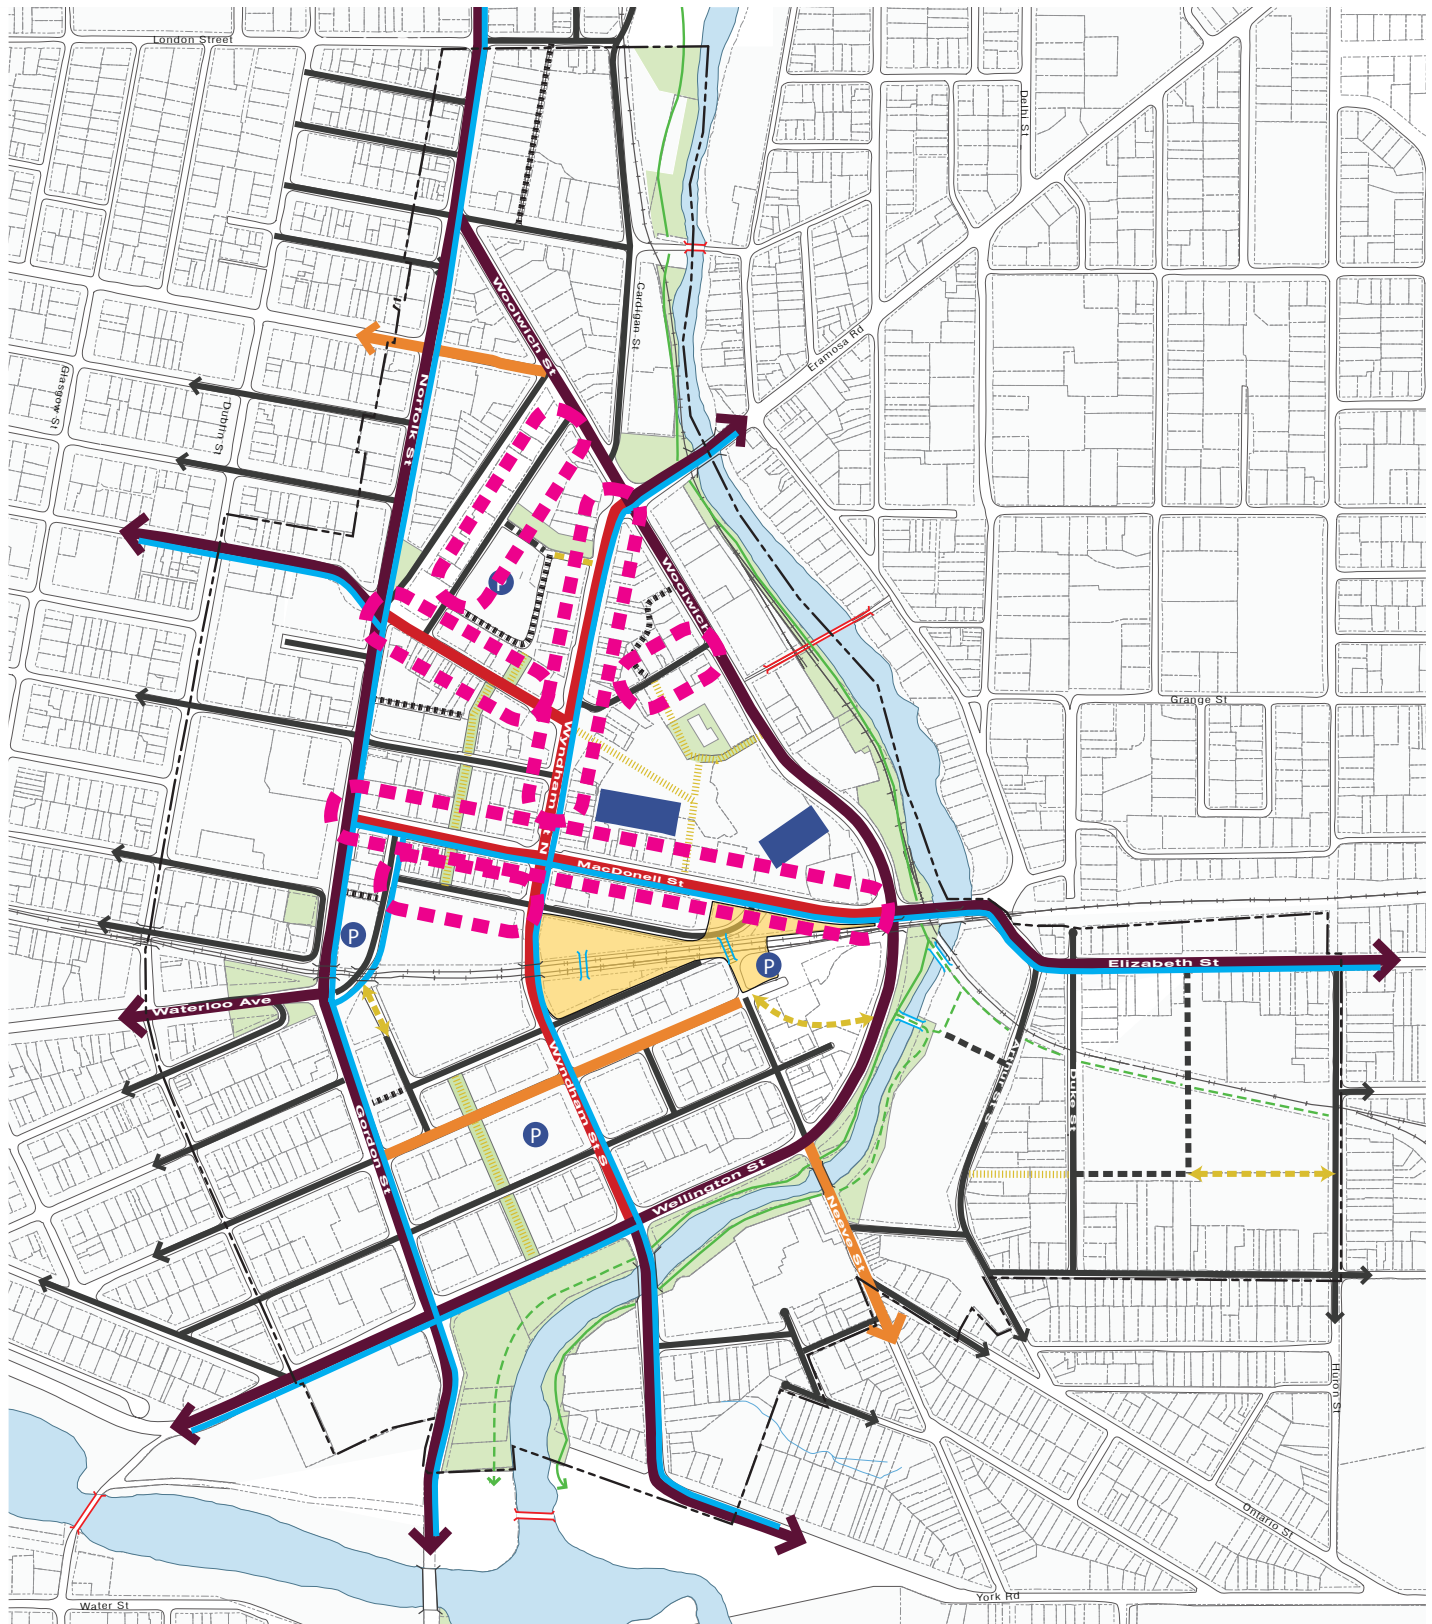 London Street
Delhi St
Woolwich St
Cardigan St
Eramosa Rd
Glasgow St
Dublin St
Norfolk St
Woolwich
P
Grange St
Wyndham St N
MacDonell St
P
P
Elizabeth St
Waterloo Ave
Arthur St S
Duke St
Wyndham St S
Gordon St
P
Wellington St
Neeve St
Huron St
Ontario St
York Rd
Water St